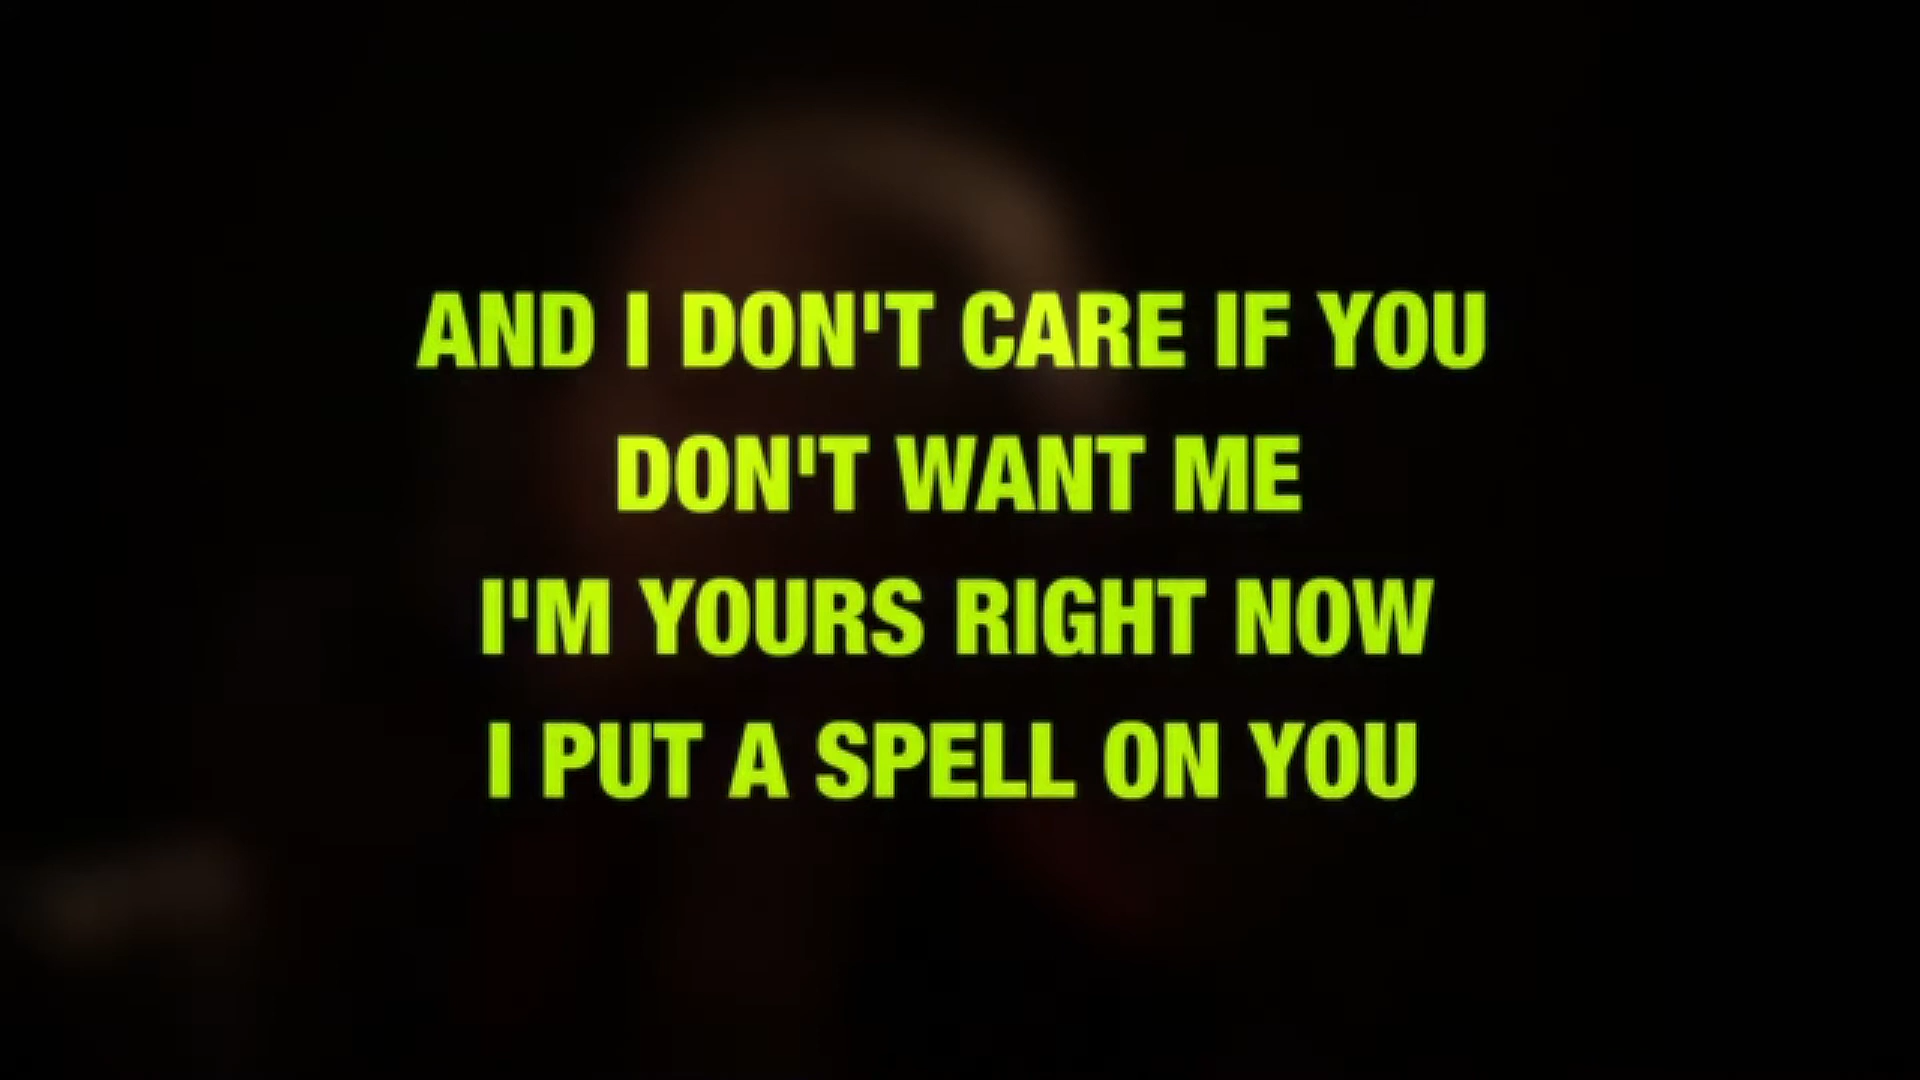 AND I DON'T CARE IF YOU
DON'T WANT ME
I'M YOURS RIGHT NOW
I PUT A SPELL ON YOU